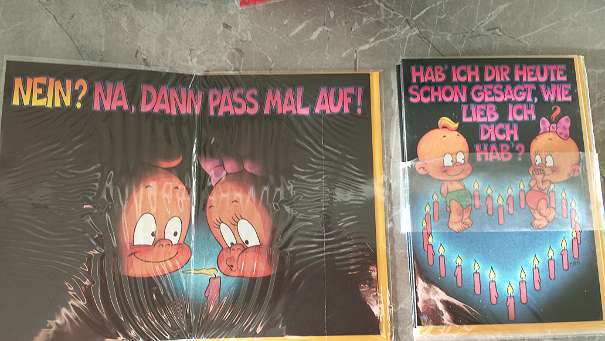 NEIN? NA, DANN PASS MAL AUF!
HAB' ICH DIR HEUTE
SCHON GESAGT, WIE
LIEB ICH
DICH
HAB'?